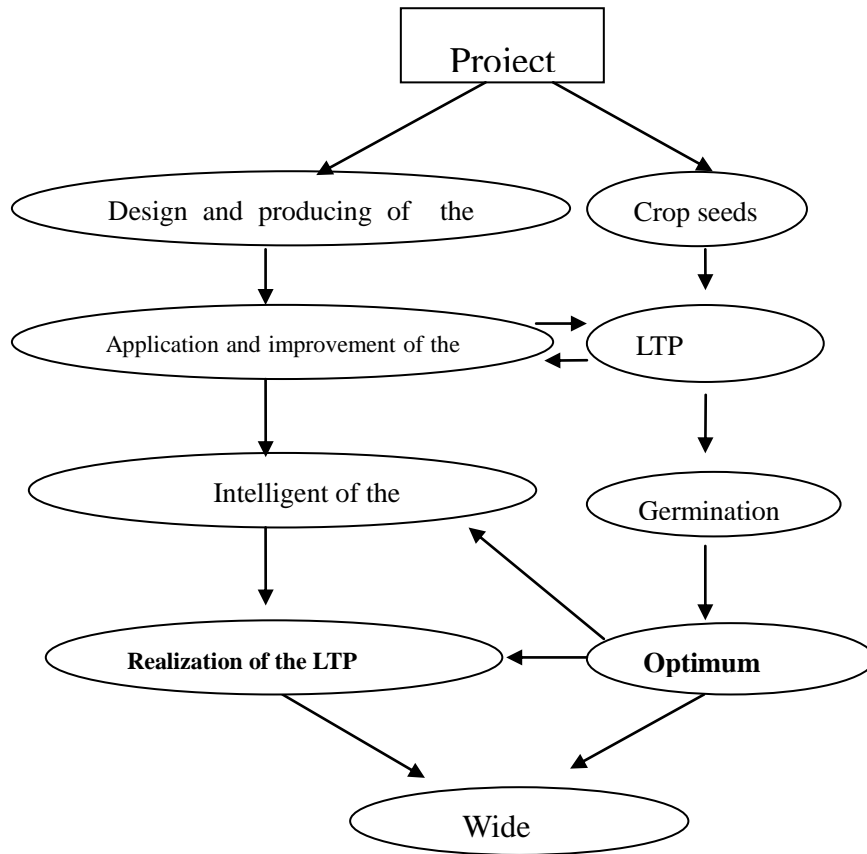 Project
Design and producing of the
Crop seeds
Application and improvement of the
LTP
Intelligent of the
Germination
Realization of the LTP
Optimum
Wide